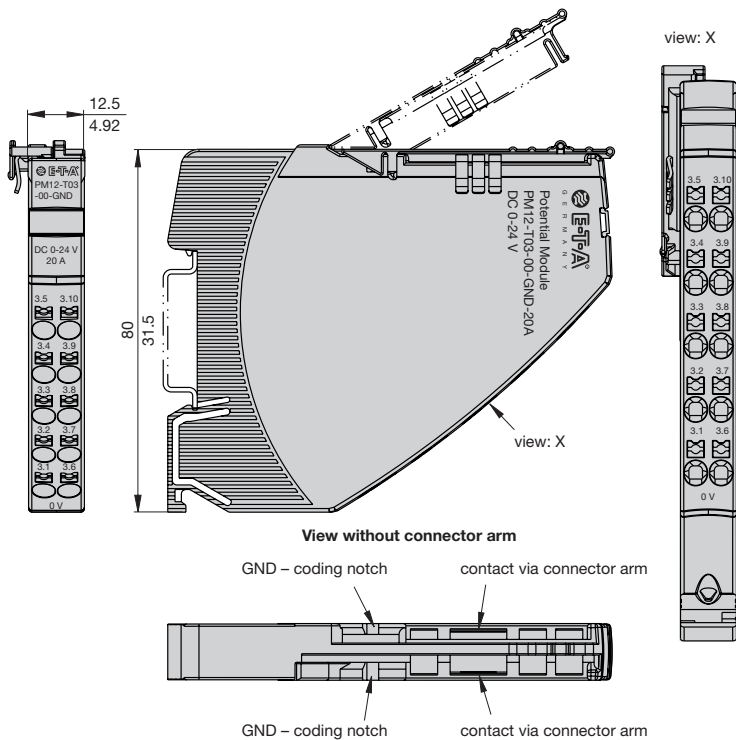 view: X
12.5
4.92
E-T-A
PM12-T03
-00-GND
DC 0-24 V
20 A
3.5 3.10
3.4 3.9
3.3 3.8
3.2 3.7
3.1 3.6
0 V
80
31.5
Potential Module
PM12-T03-00-GND-20A
DC 0-24 V
E-T-A®
GERMANY
view: X
3.5 3.10
3.4 3.9
3.3 3.8
3.2 3.7
3.1 3.6
0 V
View without connector arm
GND – coding notch
contact via connector arm
GND – coding notch
contact via connector arm